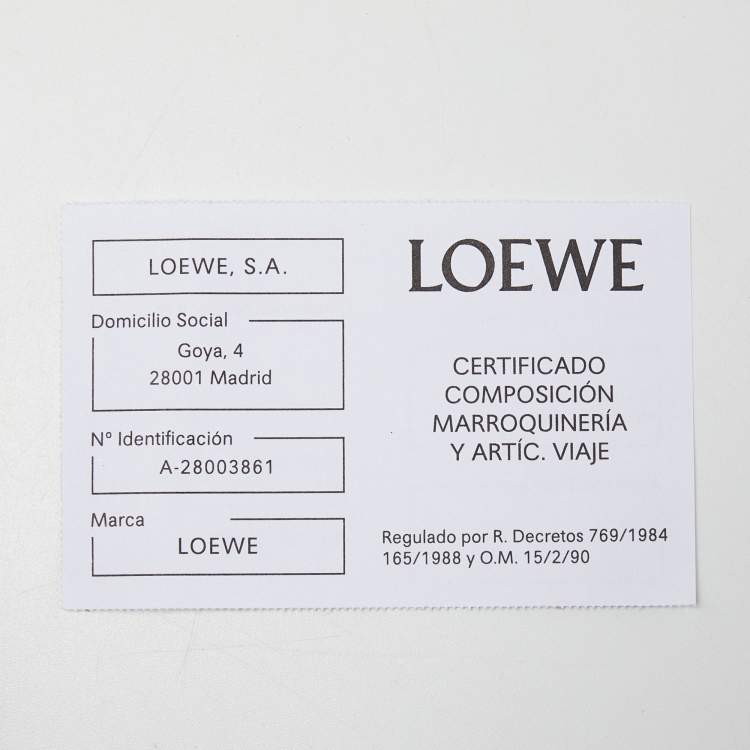 LOEWE, S.A.
Domicilio Social
Goya, 4
28001 Madrid
Nº Identificación
A-28003861
Marca
LOEWE
LOEWE
CERTIFICADO
COMPOSICIÓN
MARROQUINERÍA
Y ARTÍC. VIAJE
Regulado por R. Decretos 769/1984
165/1988 y O.M. 15/2/90